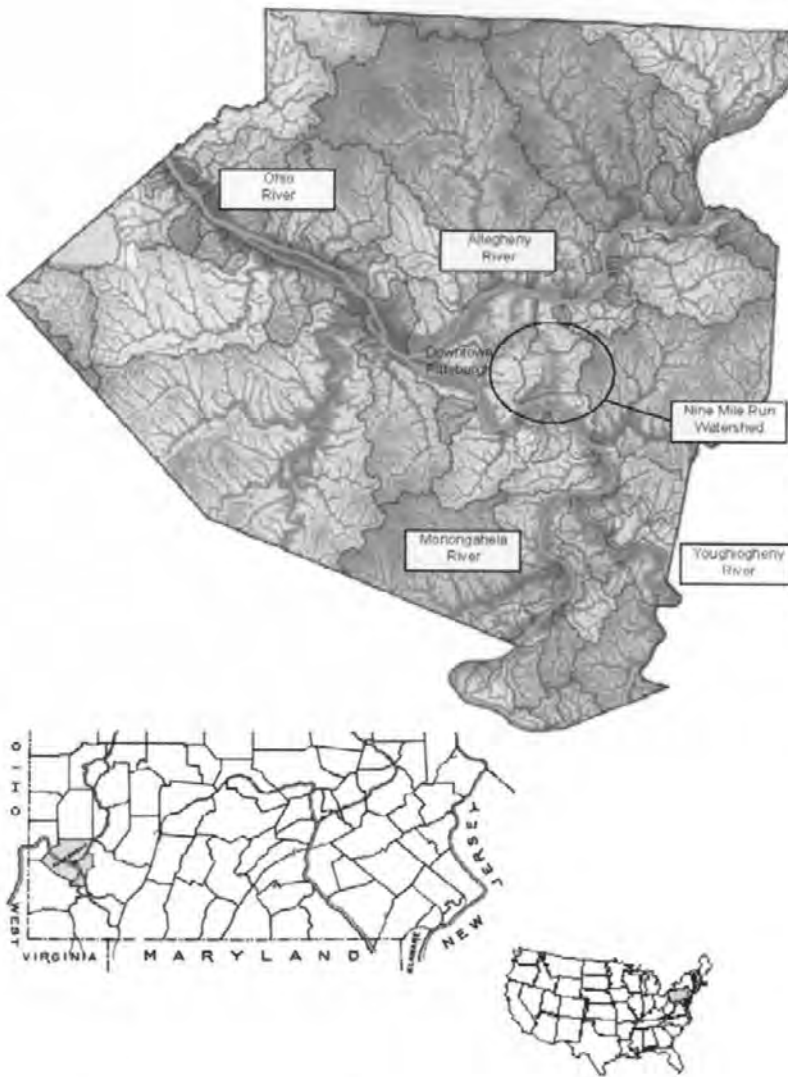 Ohio
River
Allegheny
River
Downtown
Pittsburgh
Nine Mile Run
Watershed
Monongahela
River
Youghiogheny
River
OHIO
WEST
VIRGINIA
MARYLAND
DELAWARE
NEW
JERSEY